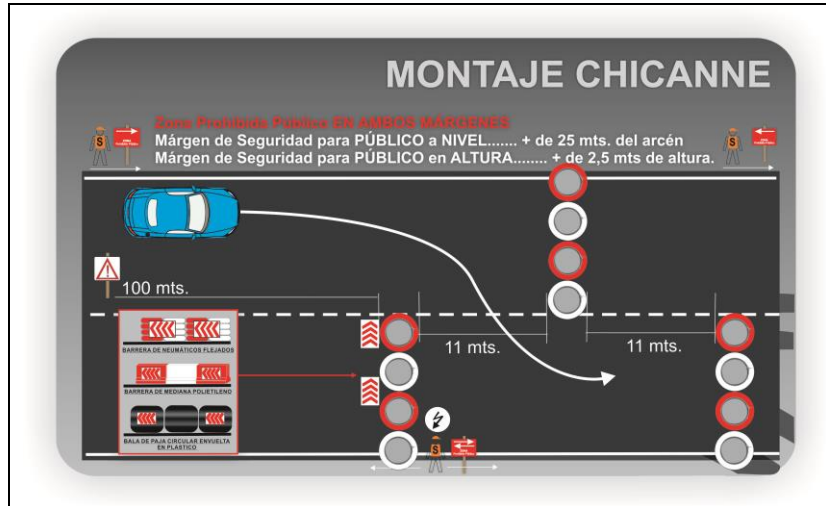 MONTAJE CHICANNE
Zona Prohibida Público EN AMBOS MÁRGENES
Márgen de Seguridad para PÚBLICO a NIVEL....... + de 25 mts. del arcén
Márgen de Seguridad para PÚBLICO en ALTURA........ + de 2,5 mts de altura.
S
S
100 mts.
11 mts.
11 mts.
BARRERA DE NEUMÁTICOS FLEJADOS
BARRERA DE MEDIANA POLIETILENO
BALA DE PAJA CIRCULAR ENVUELTA
EN PLASTICO
S